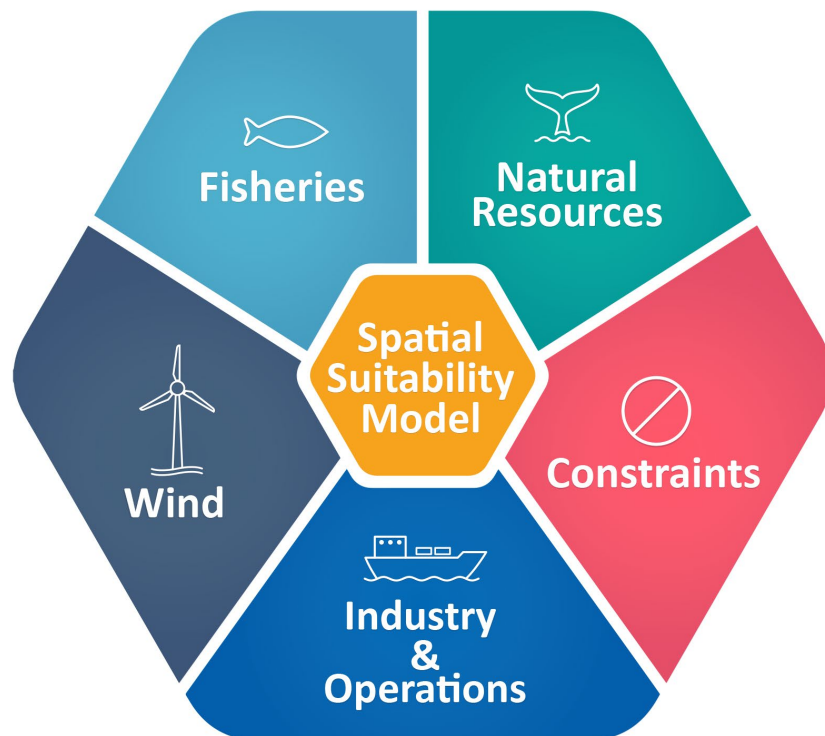 Fisheries
Natural
Resources
Spatial
Suitability
Model
Wind
Constraints
Industry
&
Operations